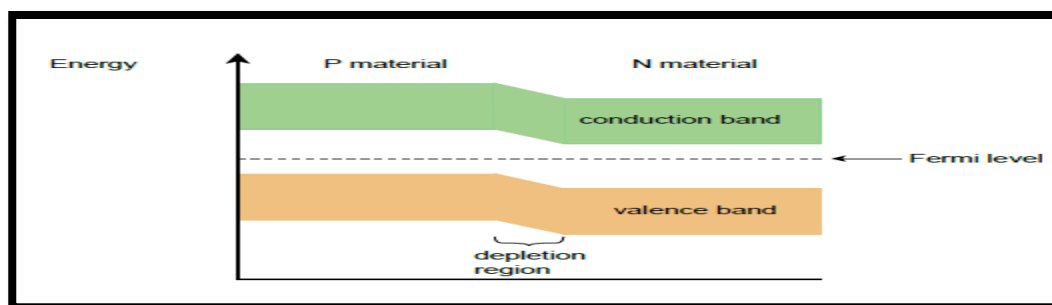 Energy
P material
N material
conduction band
Fermi level
valence band
depletion
region